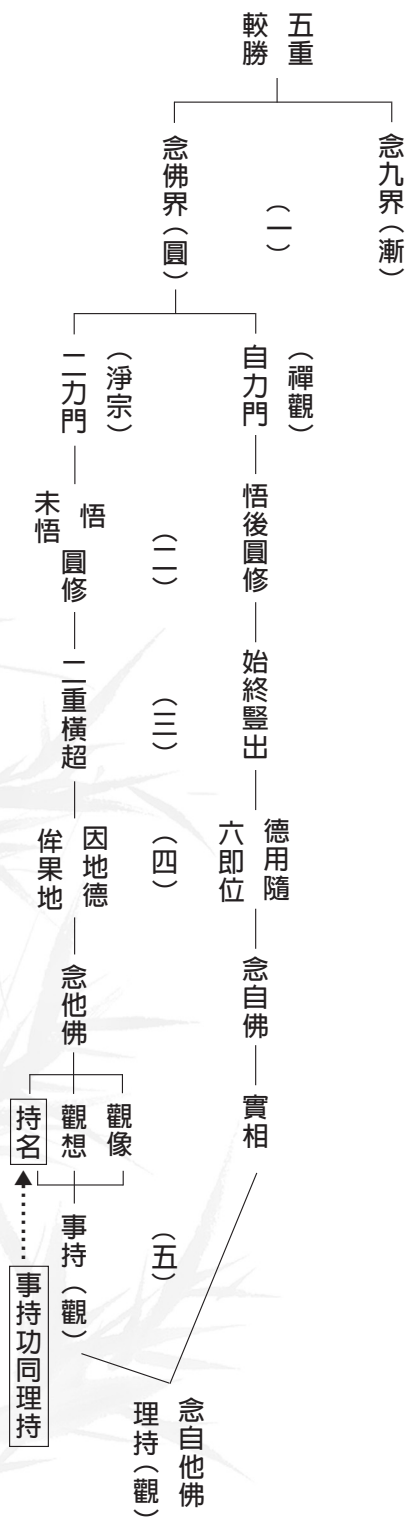 五重
較勝
念九界（漸）
（一）
念佛界（圓）
（禪觀）
自力門
悟後圓修
始終豎出
德用隨
六即位
念自佛
實相
（二）
（三）
（四）
（五）
（淨宗）
二力門
悟
未悟
圓修
二重橫超
因地德
侔果地
念他佛
觀像
觀想
持名
事持（觀）
事持功同理持
念自他佛
理持（觀）